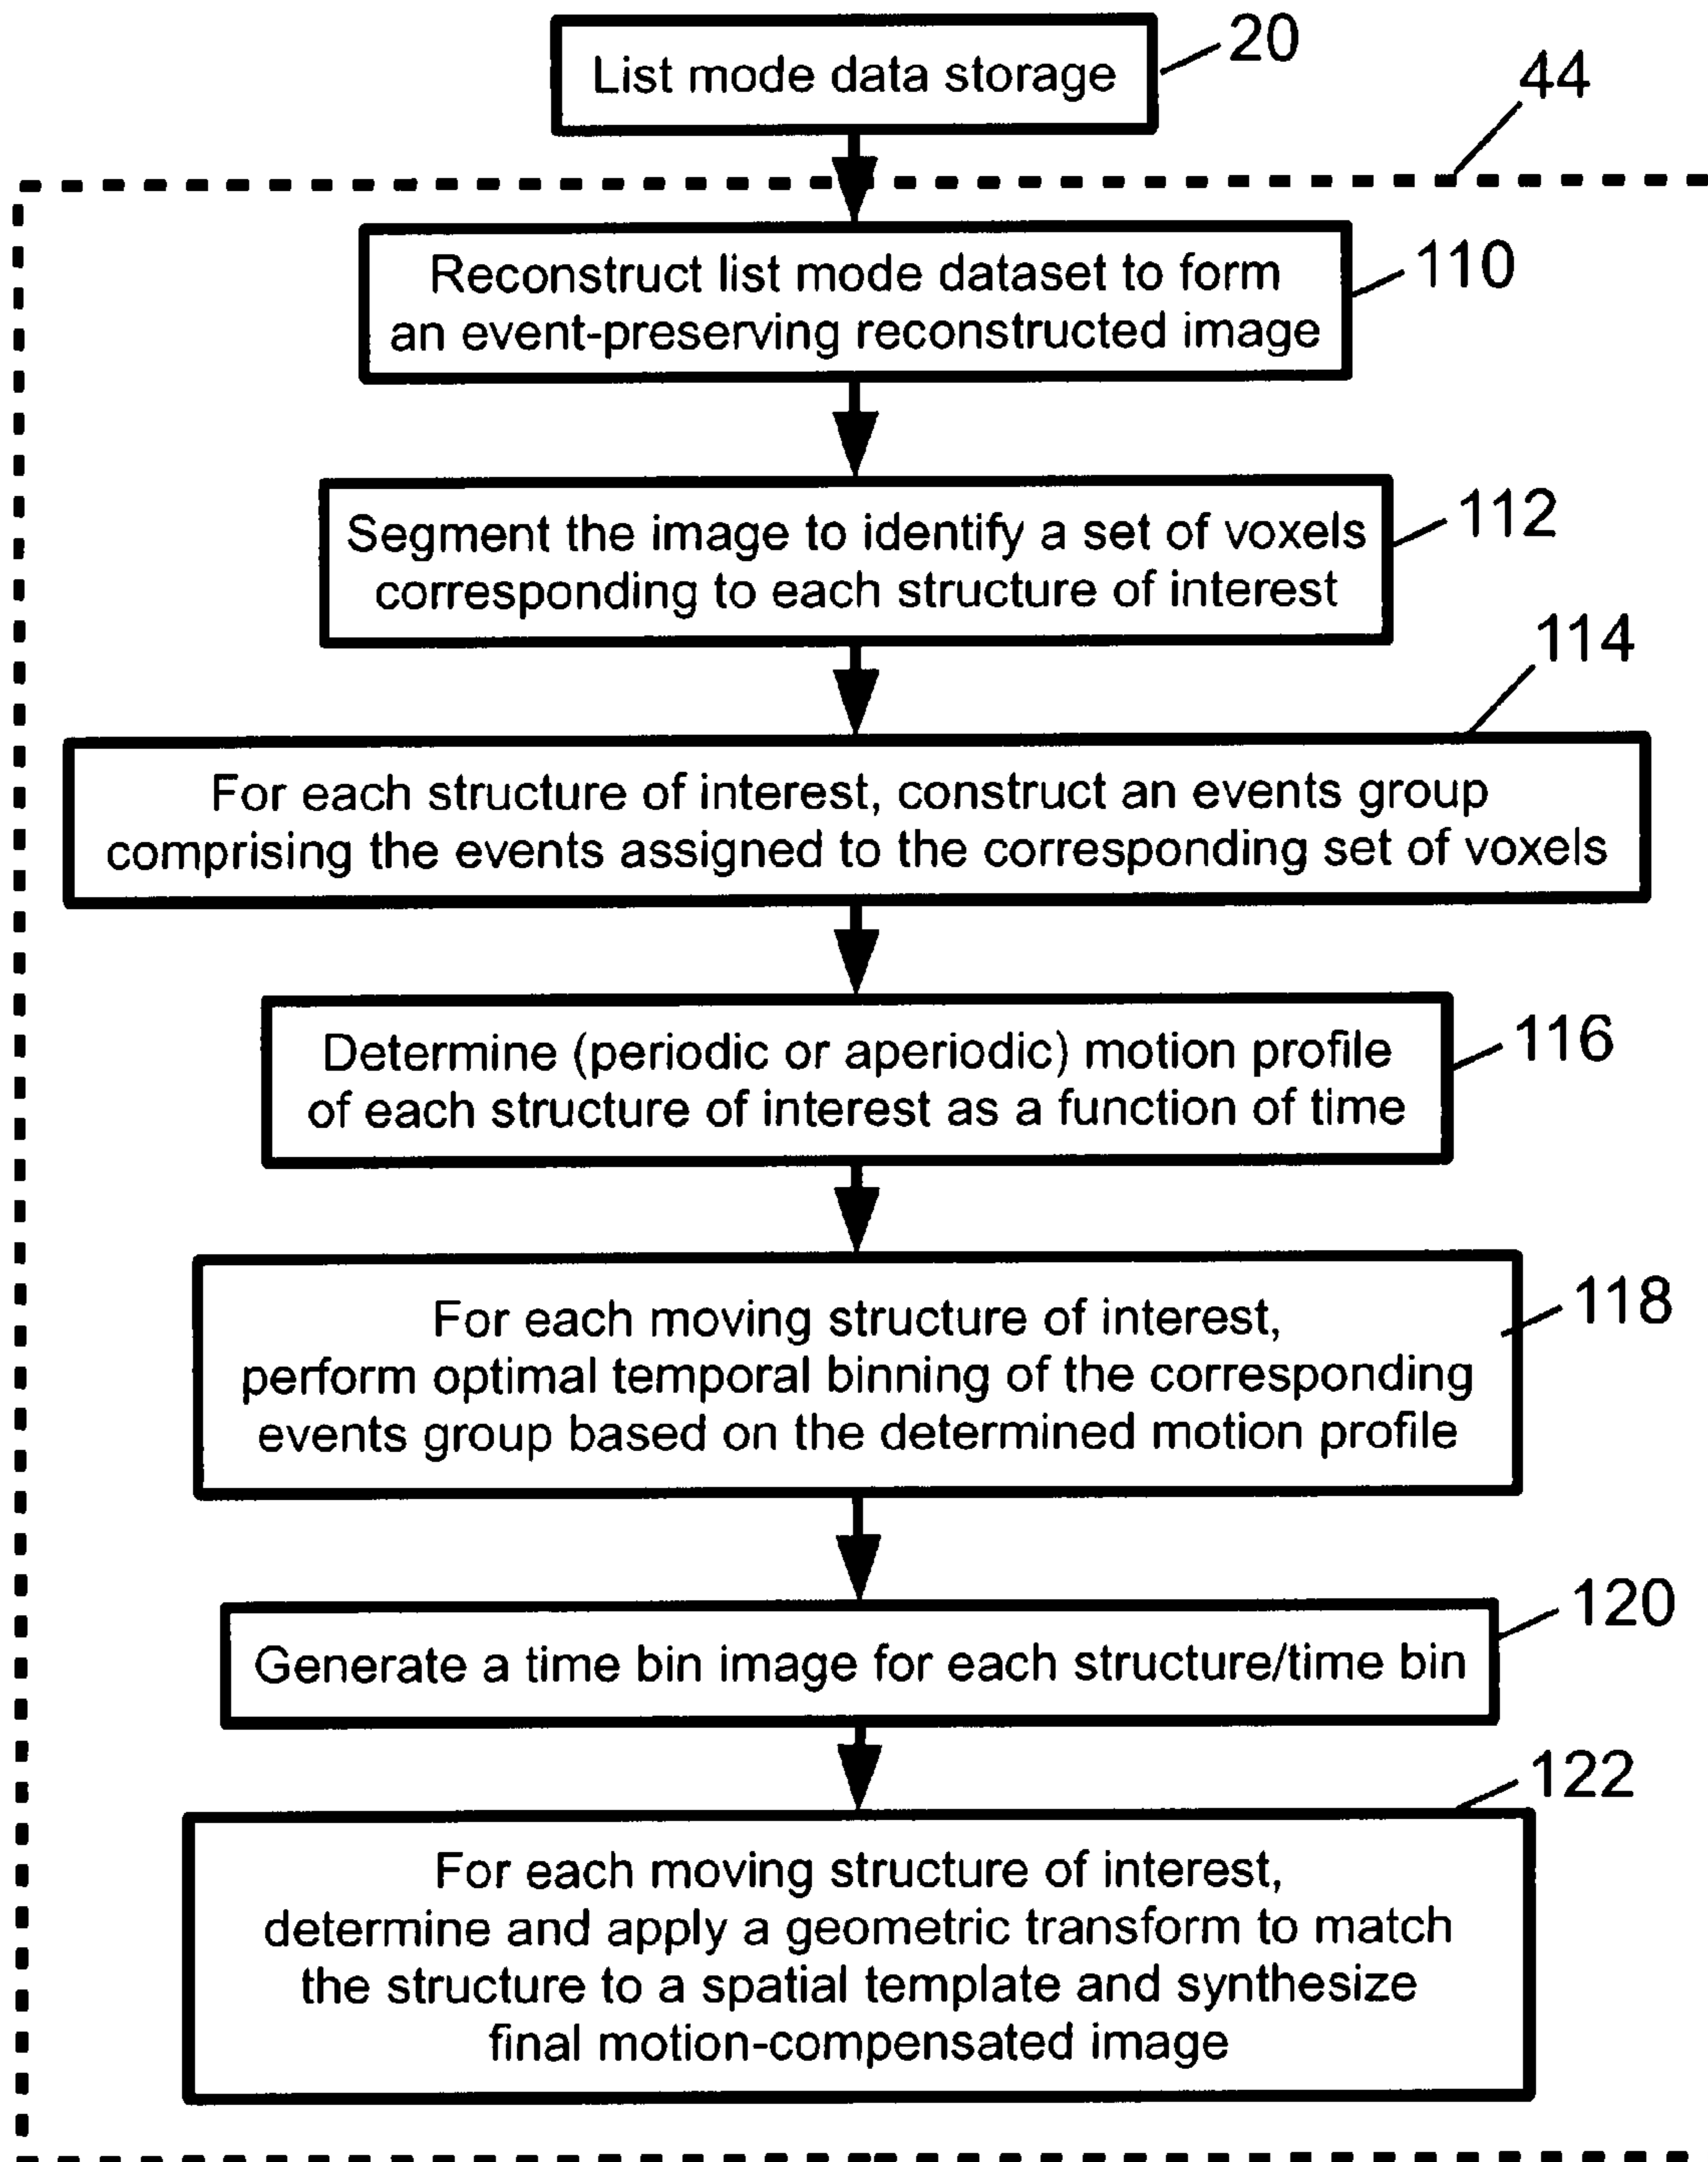 List mode data storage
20
44
Reconstruct list mode dataset to form
an event-preserving reconstructed image
110
Segment the image to identify a set of voxels
corresponding to each structure of interest
112
114
For each structure of interest, construct an events group
comprising the events assigned to the corresponding set of voxels
Determine (periodic or aperiodic) motion profile
of each structure of interest as a function of time
116
For each moving structure of interest,
perform optimal temporal binning of the corresponding
events group based on the determined motion profile
118
Generate a time bin image for each structure/time bin
120
122
For each moving structure of interest,
determine and apply a geometric transform to match
the structure to a spatial template and synthesize
final motion-compensated image